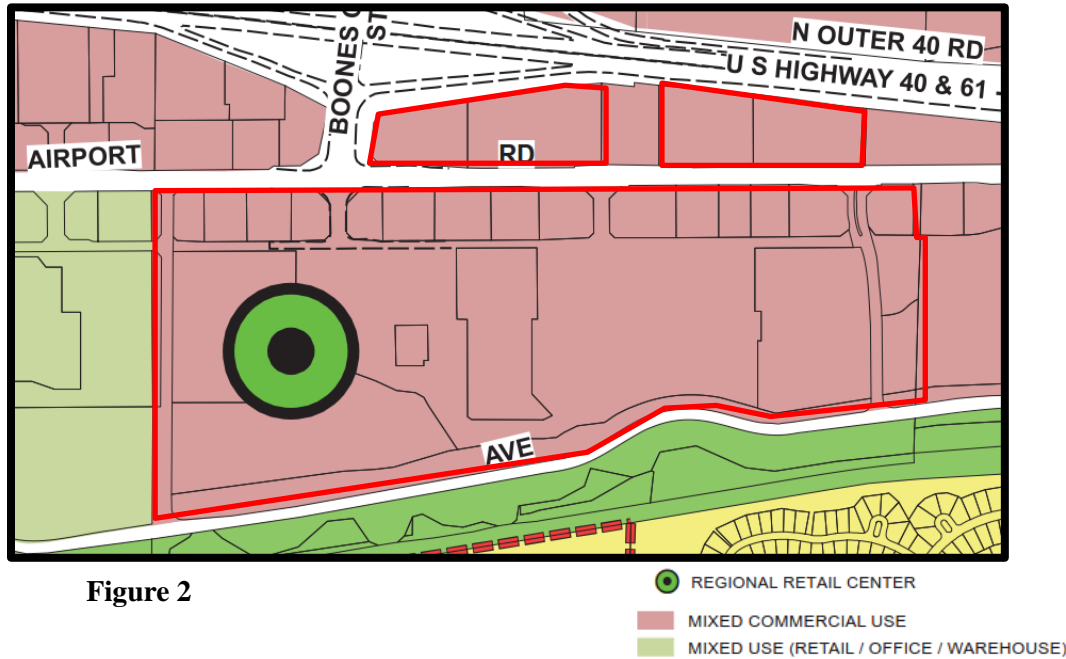 N OUTER 40 RD
U S HIGHWAY 40 & 61
BOONES
ST
AIRPORT
RD
AVE
Figure 2
REGIONAL RETAIL CENTER
MIXED COMMERCIAL USE
MIXED USE (RETAIL / OFFICE / WAREHOUSE)